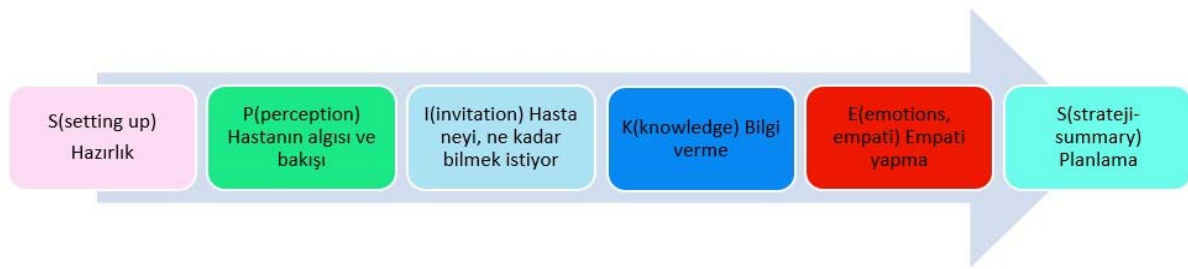 S(setting up)
Hazırlık
P(perception)
Hastanın algısı ve
bakışı
I(invitation) Hasta
neyi, ne kadar
bilmek istiyor
K(knowledge) Bilgi
verme
E(emotions,
empati) Empati
yapma
S(strateji-
summary)
Planlama